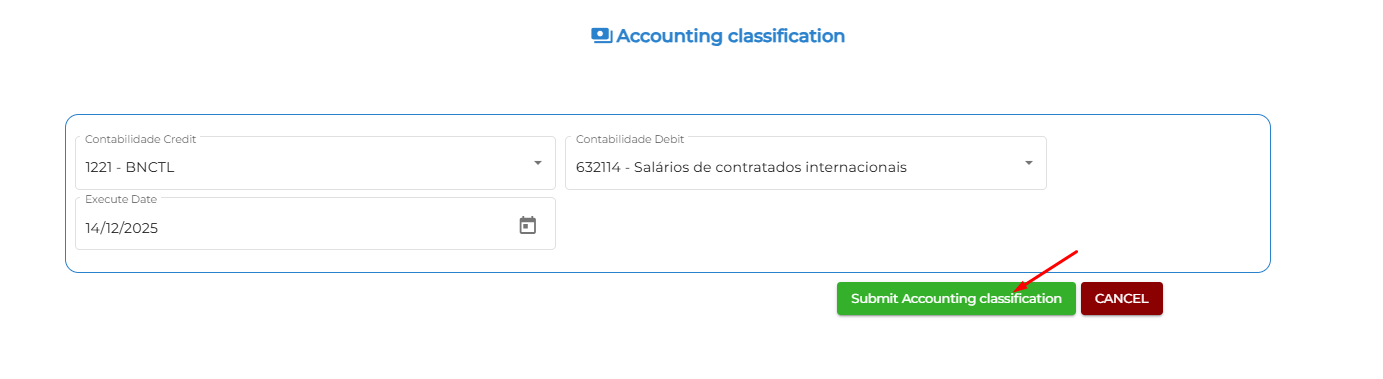 Accounting classification
Contabilidade Credit
1221 - BNCTL
Contabilidade Debit
632114 - Salários de contratados internacionais
Execute Date
14/12/2025
Submit Accounting classification
CANCEL